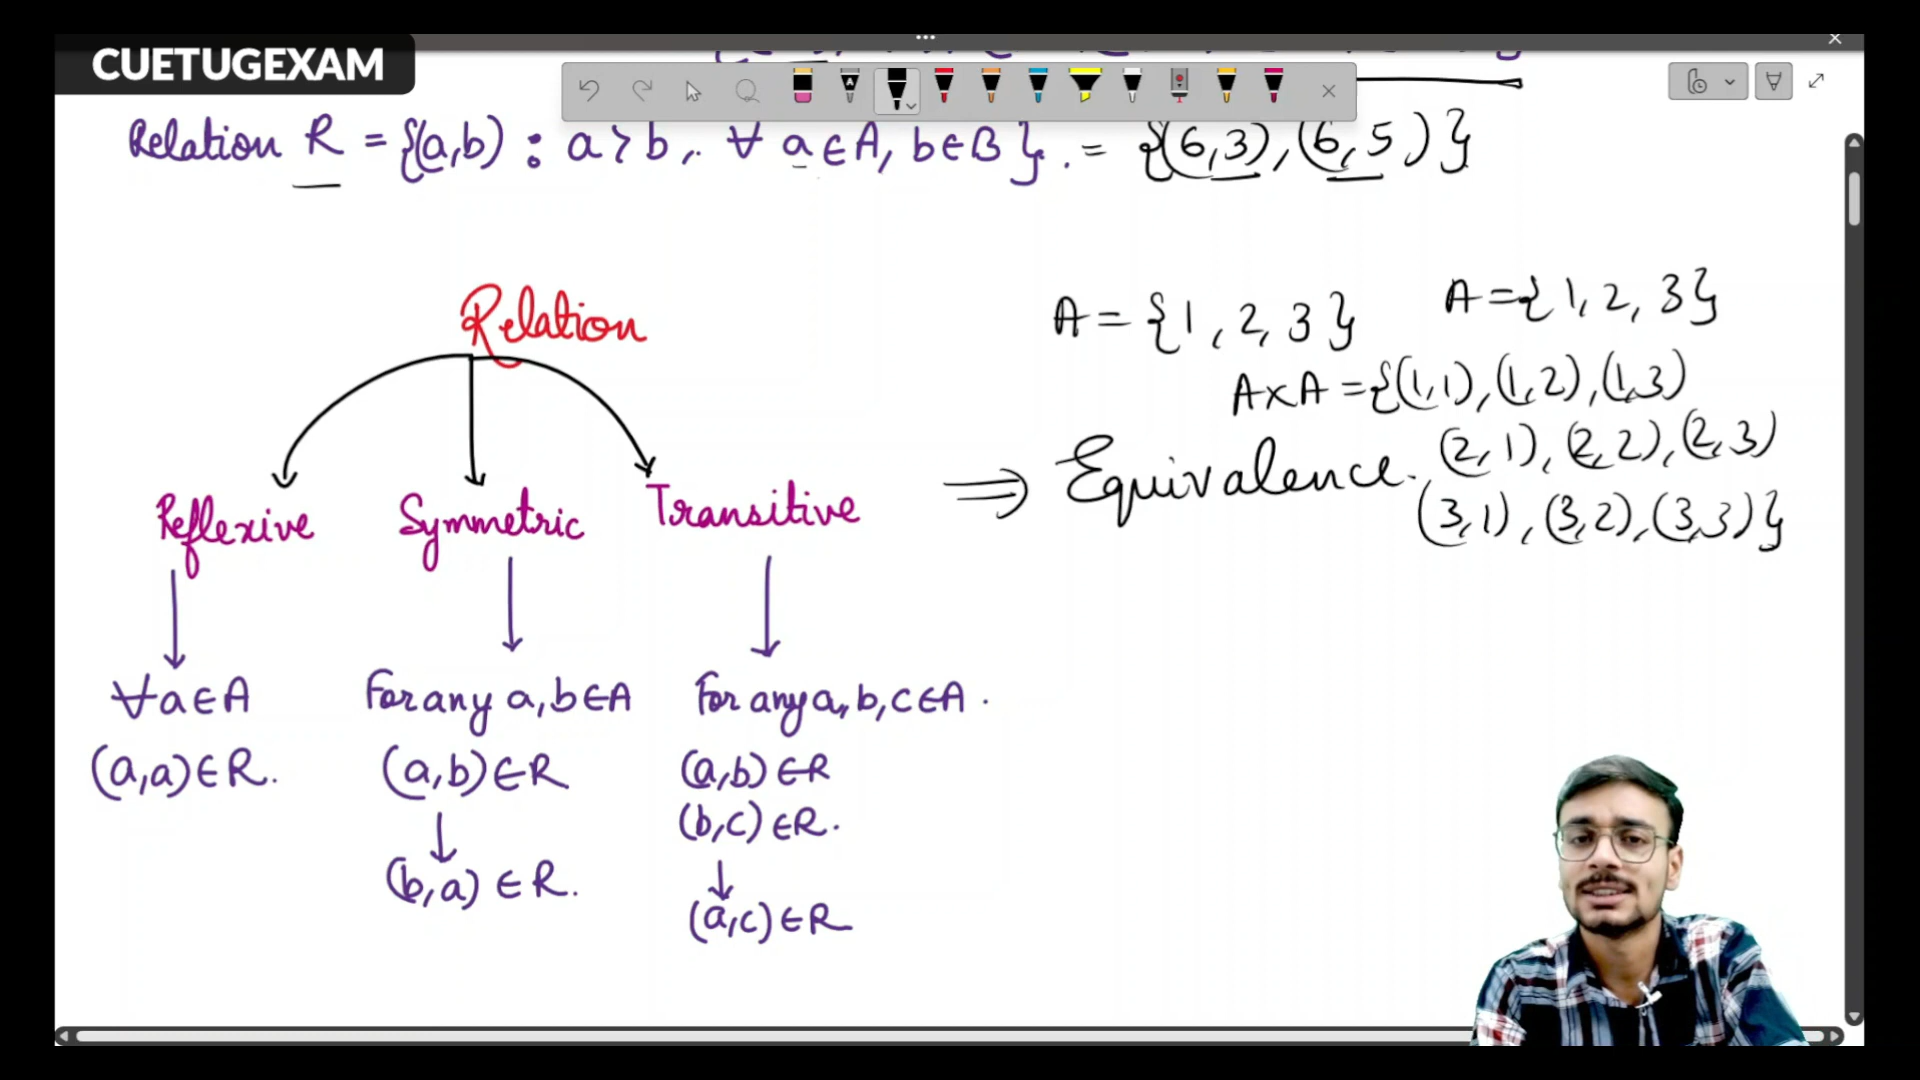 CUETUGEXAM
Relation R = {(a,b) : a > b, ∀ a ∈ A, b ∈ B}. = {(6,3), (6,5)}
Relation
A = {1, 2, 3}
A = {1, 2, 3}
A×A = {(1,1), (1,2), (1,3)
(2,1), (2,2), (2,3)
(3,1), (3,2), (3,3)}
Reflexive Symmetric Transitive ⇒ Equivalence.
∀ a ∈ A
(a,a) ∈ R.
For any a, b ∈ A
(a,b) ∈ R
↓
(b,a) ∈ R.
For any a, b, c ∈ A.
(a,b) ∈ R
(b,c) ∈ R.
↓
(a,c) ∈ R